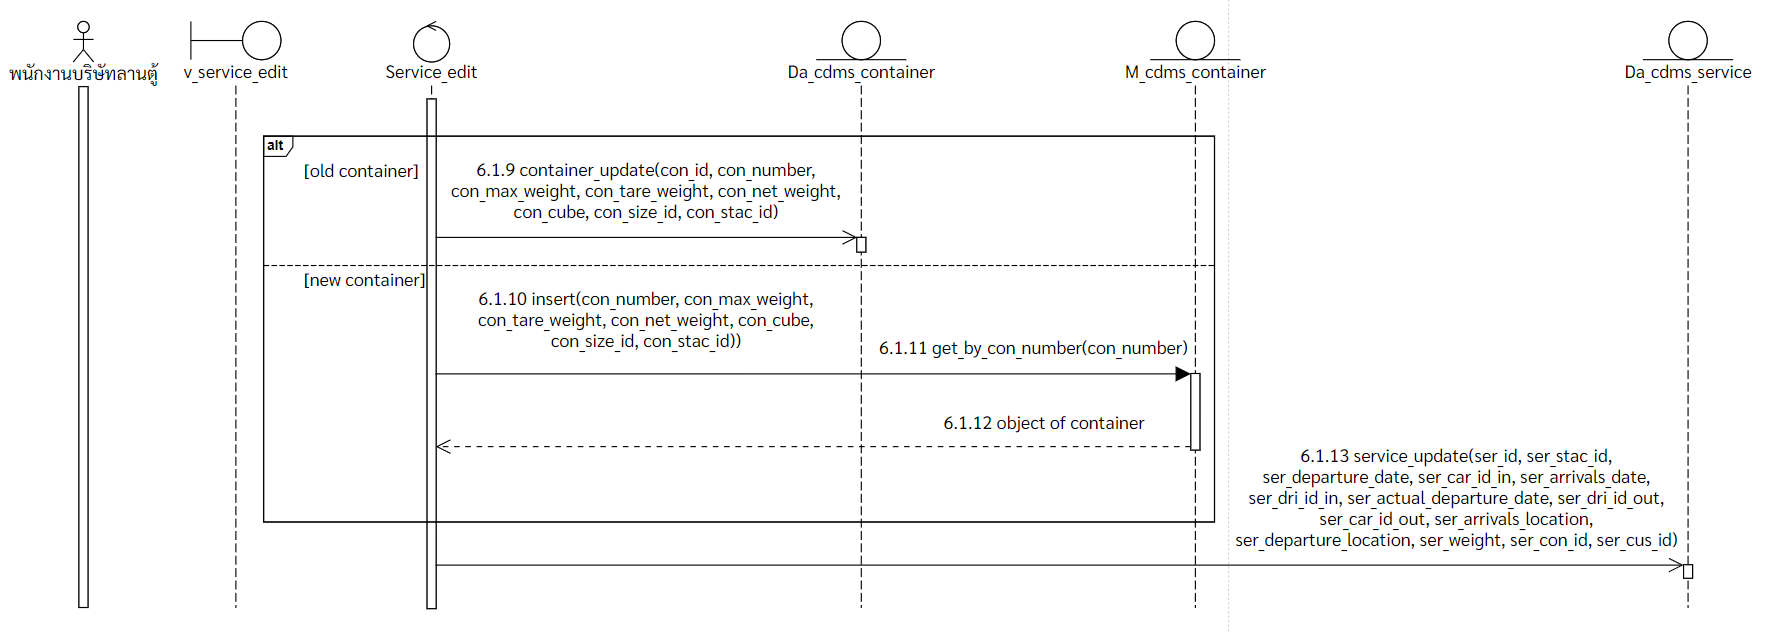 พนักงานบริษัทลานตู้
v_service_edit
Service_edit
Da_cdms_container
M_cdms_container
Da_cdms_service
alt
[old container]
6.1.9 container_update(con_id, con_number,
con_max_weight, con_tare_weight, con_net_weight,
con_cube, con_size_id, con_stac_id)
[new container]
6.1.10 insert(con_number, con_max_weight,
con_tare_weight, con_net_weight, con_cube,
con_size_id, con_stac_id))
6.1.11 get_by_con_number(con_number)
6.1.12 object of container
6.1.13 service_update(ser_id, ser_stac_id,
ser_departure_date, ser_car_id_in, ser_arrivals_date,
ser_dri_id_in, ser_actual_departure_date, ser_dri_id_out,
ser_car_id_out, ser_arrivals_location,
ser_departure_location, ser_weight, ser_con_id, ser_cus_id)